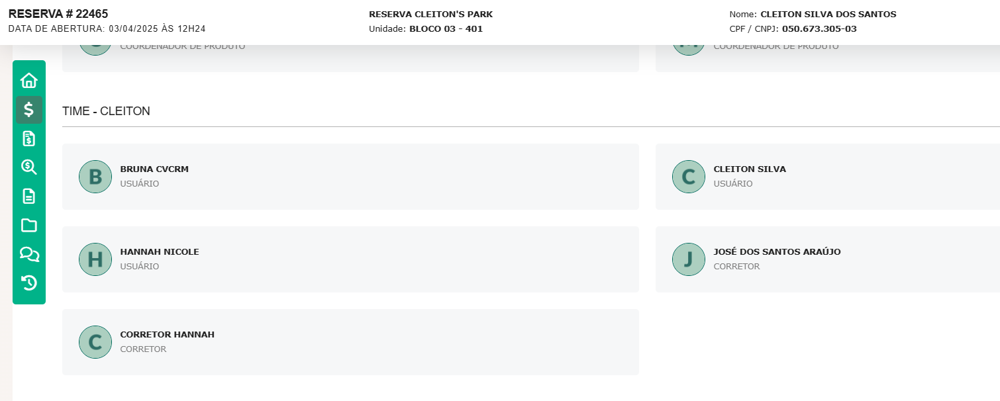 RESERVA # 22465
DATA DE ABERTURA: 03/04/2025 ÀS 12H24
RESERVA CLEITON'S PARK
Unidade: BLOCO 03 - 401
Nome: CLEITON SILVA DOS SANTOS
CPF / CNPJ: 050.673.305-03
COORDENADOR DE PRODUTO
COORDENADOR DE PRODUTO
TIME - CLEITON
B
BRUNA CVCRM
USUÁRIO
C
CLEITON SILVA
USUÁRIO
H
HANNAH NICOLE
USUÁRIO
J
JOSÉ DOS SANTOS ARAÚJO
CORRETOR
C
CORRETOR HANNAH
CORRETOR